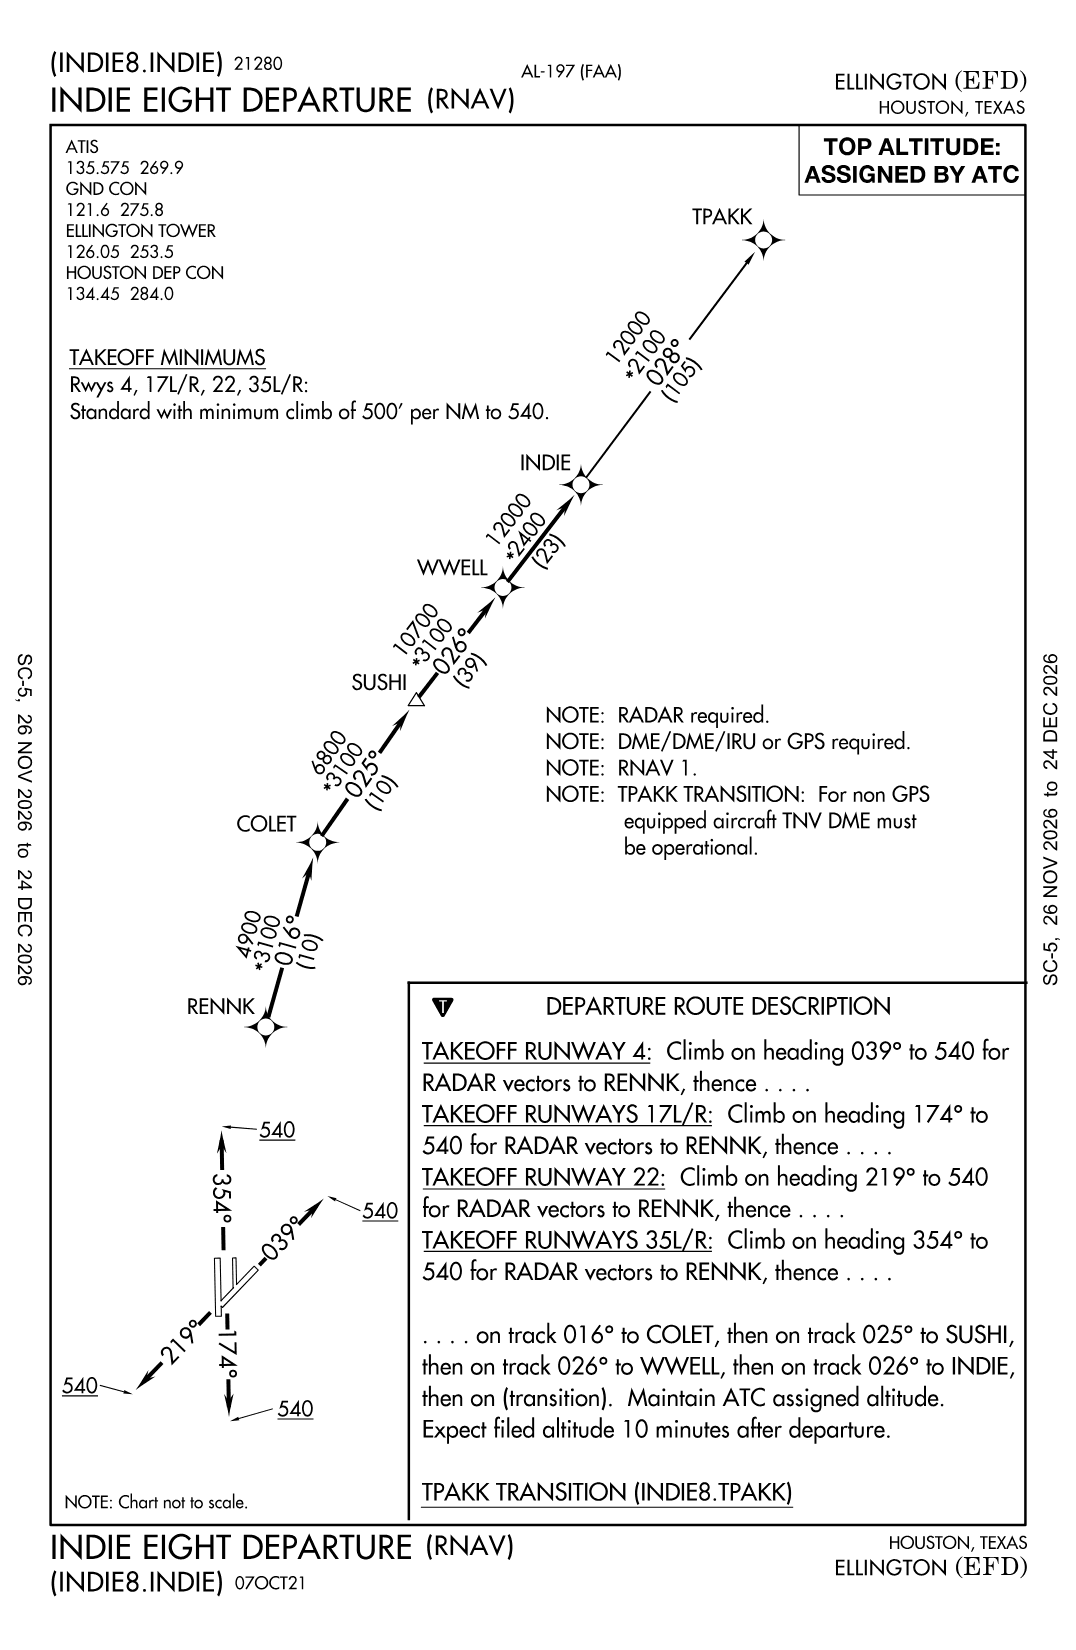 (INDIE8.INDIE) 21280
AL-197 (FAA)
ELLINGTON (EFD)
INDIE EIGHT DEPARTURE (RNAV)
HOUSTON, TEXAS
ATIS
135.575 269.9
GND CON
121.6 275.8
ELLINGTON TOWER
126.05 253.5
HOUSTON DEP CON
134.45 284.0
TOP ALTITUDE:
ASSIGNED BY ATC
TAKEOFF MINIMUMS
Rwys 4, 17L/R, 22, 35L/R:
Standard with minimum climb of 500' per NM to 540.
TPAKK
12000
*2100
028°
(105)
INDIE
12000
*2400
(23)
WWELL
10700
*3100
026°
(39)
SUSHI
6800
*3100
025°
(10)
COLET
4900
*3100
016°
(10)
RENNK
NOTE: RADAR required.
NOTE: DME/DME/IRU or GPS required.
NOTE: RNAV 1.
NOTE: TPAKK TRANSITION: For non GPS
equipped aircraft TNV DME must
be operational.
SC-5, 26 NOV 2026 to 24 DEC 2026
SC-5, 26 NOV 2026 to 24 DEC 2026
540
354°
540
039°
219°
174°
540
540
NOTE: Chart not to scale.
T
DEPARTURE ROUTE DESCRIPTION
TAKEOFF RUNWAY 4: Climb on heading 039° to 540 for
RADAR vectors to RENNK, thence . . . .
TAKEOFF RUNWAYS 17L/R: Climb on heading 174° to
540 for RADAR vectors to RENNK, thence . . . .
TAKEOFF RUNWAY 22: Climb on heading 219° to 540
for RADAR vectors to RENNK, thence . . . .
TAKEOFF RUNWAYS 35L/R: Climb on heading 354° to
540 for RADAR vectors to RENNK, thence . . . .
. . . . on track 016° to COLET, then on track 025° to SUSHI,
then on track 026° to WWELL, then on track 026° to INDIE,
then on (transition). Maintain ATC assigned altitude.
Expect filed altitude 10 minutes after departure.
TPAKK TRANSITION (INDIE8.TPAKK)
INDIE EIGHT DEPARTURE (RNAV)
(INDIE8.INDIE) 07OCT21
HOUSTON, TEXAS
ELLINGTON (EFD)